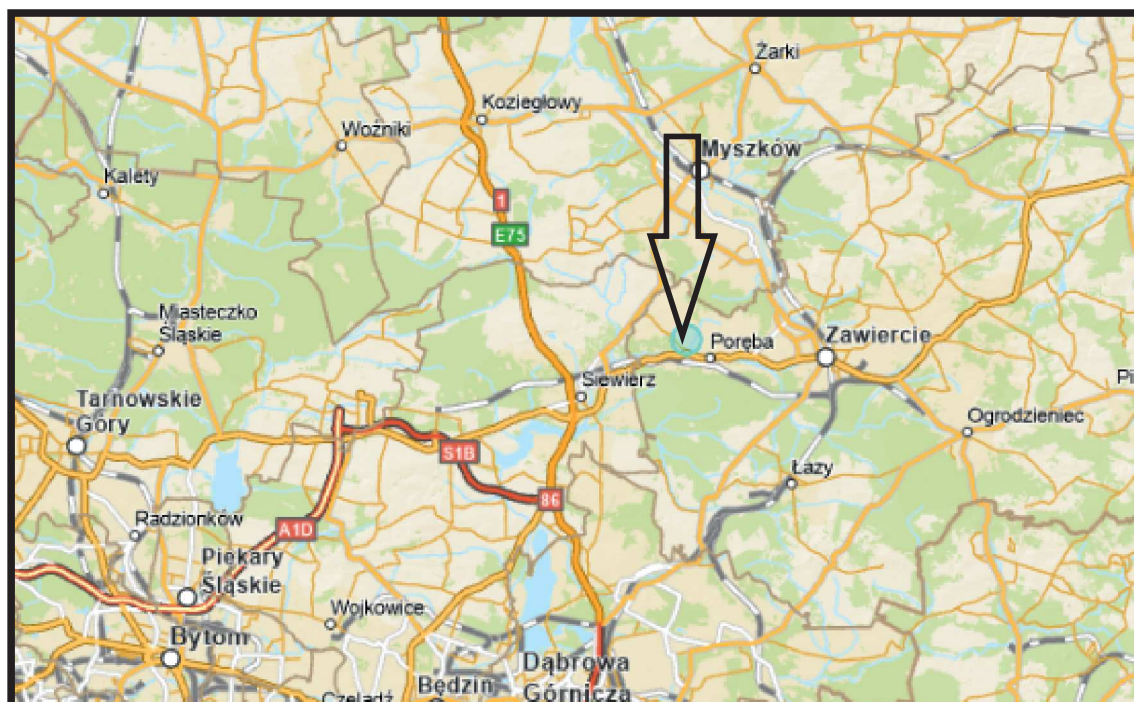 Żarki
Koziegłowy
Woźniki
Myszków
Kalety
1
E75
Miasteczko
Śląskie
Poręba
Zawiercie
Siewierz
Tarnowskie
Góry
Ogrodzieniec
S1B
Łazy
86
Radzionków
A1D
Piekary
Śląskie
Wojkowice
Bytom
Dąbrowa
Górnicza
Będzin
Czeladź